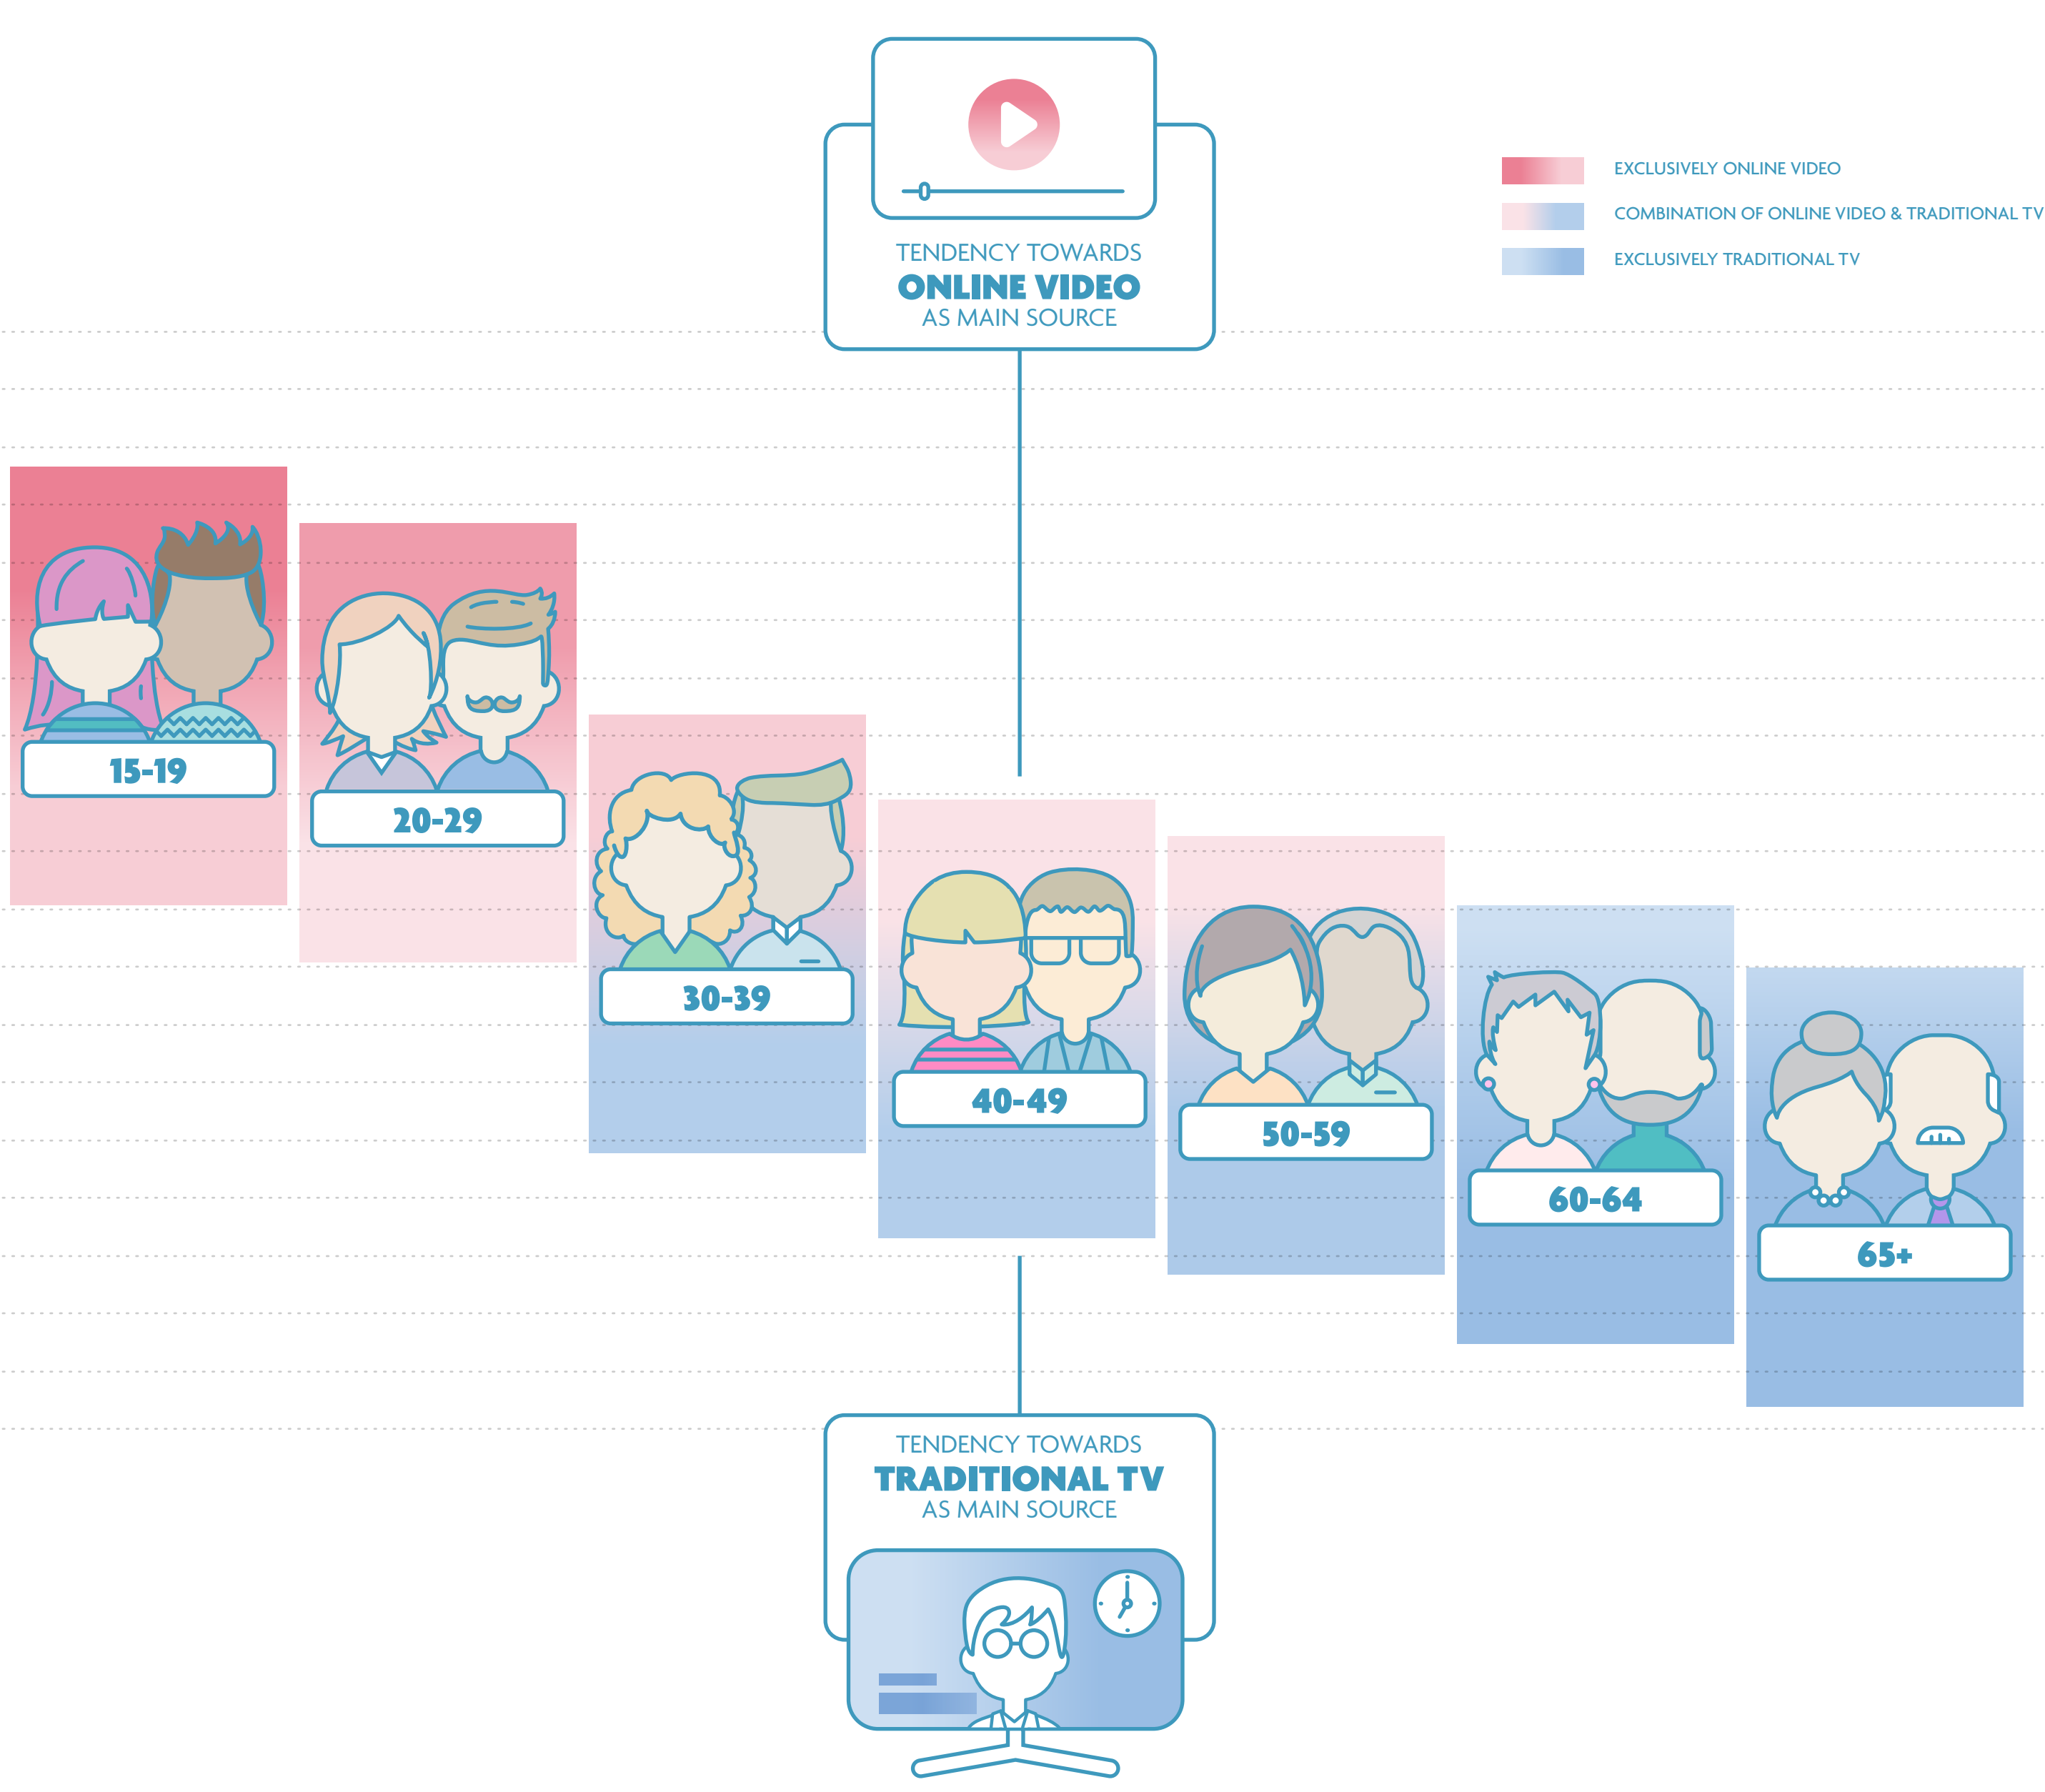 TENDENCY TOWARDS
ONLINE VIDEO
AS MAIN SOURCE
EXCLUSIVELY ONLINE VIDEO
COMBINATION OF ONLINE VIDEO & TRADITIONAL TV
EXCLUSIVELY TRADITIONAL TV
15-19
20-29
30-39
40-49
50-59
60-64
65+
TENDENCY TOWARDS
TRADITIONAL TV
AS MAIN SOURCE